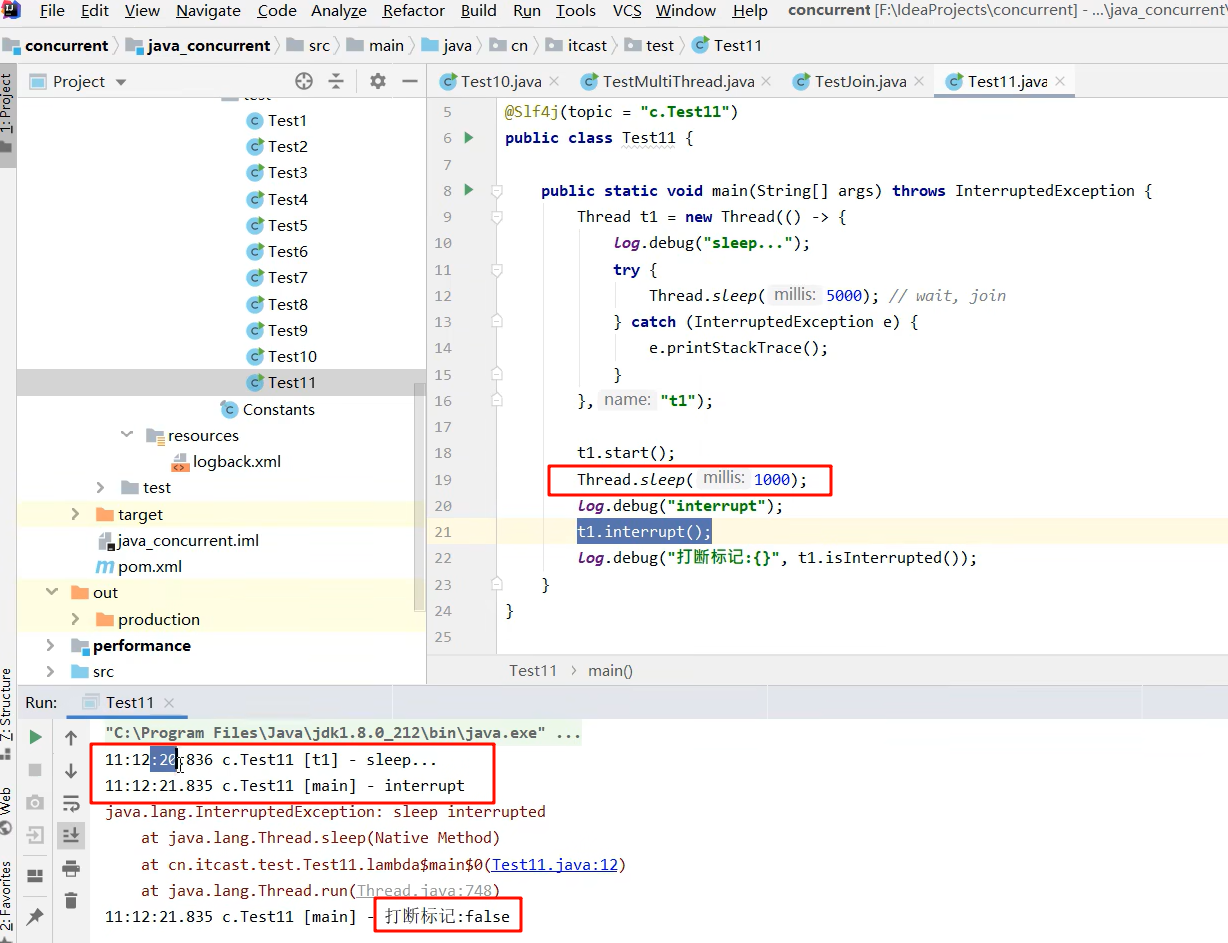 File Edit View Navigate Code Analyze Refactor Build Run Tools VCS Window Help concurrent [F:\IdeaProjects\concurrent] - ...\java_concurrent\
concurrent java_concurrent src main java cn itcast test Test11
1: Project
Project
Test10.java TestMultiThread.java TestJoin.java Test11.java
test
Test1
Test2
Test3
Test4
Test5
Test6
Test7
Test8
Test9
Test10
Test11
Constants
resources
logback.xml
test
target
java_concurrent.iml
pom.xml
out
production
performance
src
5 @Slf4j(topic = "c.Test11")
6 public class Test11 {
7
8 public static void main(String[] args) throws InterruptedException {
9 Thread t1 = new Thread(() -> {
10 log.debug("sleep...");
11 try {
12 Thread.sleep( millis: 5000); // wait, join
13 } catch (InterruptedException e) {
14 e.printStackTrace();
15 }
16 }, name: "t1");
17
18 t1.start();
19 Thread.sleep( millis: 1000);
20 log.debug("interrupt");
21 t1.interrupt();
22 log.debug("打断标记:{}", t1.isInterrupted());
23 }
24 }
25
Test11 main()
7: Structure
Web
2: Favorites
Run: Test11
"C:\Program Files\Java\jdk1.8.0_212\bin\java.exe" ...
11:12:20.836 c.Test11 [t1] - sleep...
11:12:21.835 c.Test11 [main] - interrupt
java.lang.InterruptedException: sleep interrupted
at java.lang.Thread.sleep(Native Method)
at cn.itcast.test.Test11.lambda$main$0(Test11.java:12)
at java.lang.Thread.run(Thread.java:748)
11:12:21.835 c.Test11 [main] - 打断标记:false